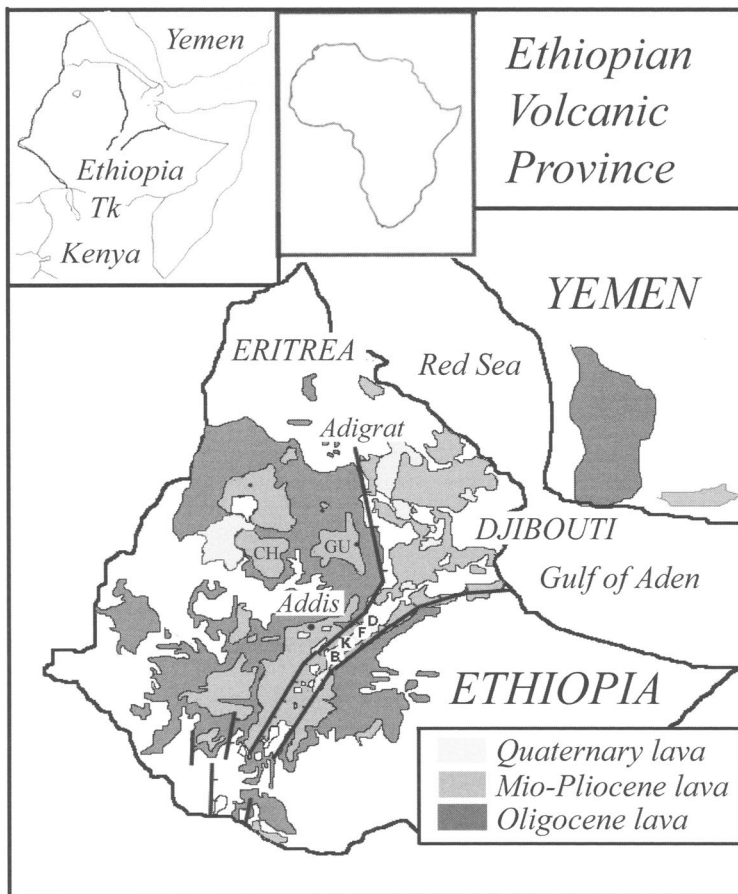 Yemen
Ethiopia
Tk
Kenya
Ethiopian
Volcanic
Province
YEMEN
ERITREA
Red Sea
Adigrat
DJIBOUTI
CH
GU
Gulf of Aden
Addis
D
F
K
B
ETHIOPIA
Quaternary lava
Mio-Pliocene lava
Oligocene lava